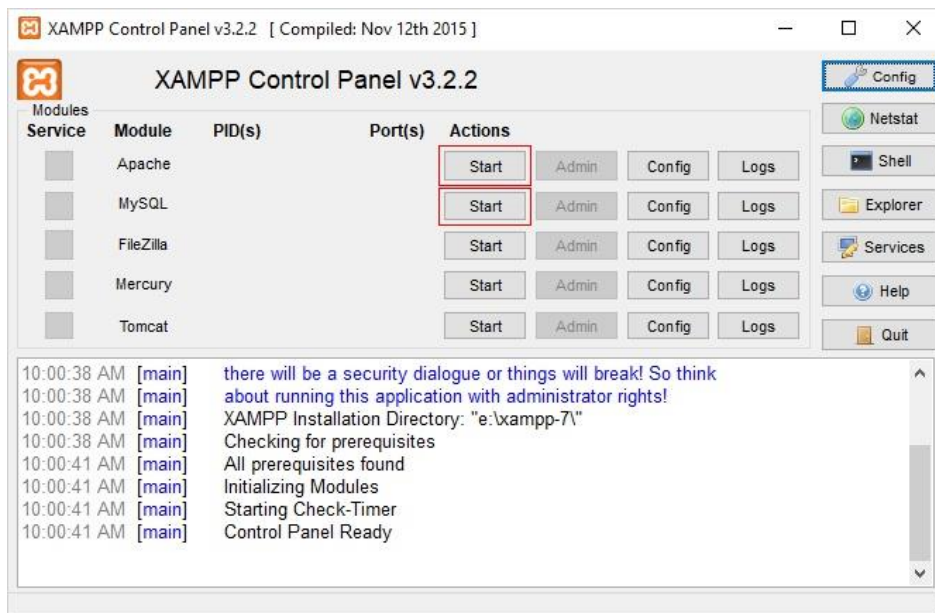 XAMPP Control Panel v3.2.2 [ Compiled: Nov 12th 2015 ]
XAMPP Control Panel v3.2.2
Config
Modules
Service Module PID(s) Port(s) Actions
Netstat
Apache Start Admin Config Logs
Shell
MySQL Start Admin Config Logs
Explorer
FileZilla Start Admin Config Logs
Services
Mercury Start Admin Config Logs
Help
Tomcat Start Admin Config Logs
Quit
10:00:38 AM [main] there will be a security dialogue or things will break! So think
10:00:38 AM [main] about running this application with administrator rights!
10:00:38 AM [main] XAMPP Installation Directory: "e:\xampp-7\"
10:00:38 AM [main] Checking for prerequisites
10:00:41 AM [main] All prerequisites found
10:00:41 AM [main] Initializing Modules
10:00:41 AM [main] Starting Check-Timer
10:00:41 AM [main] Control Panel Ready